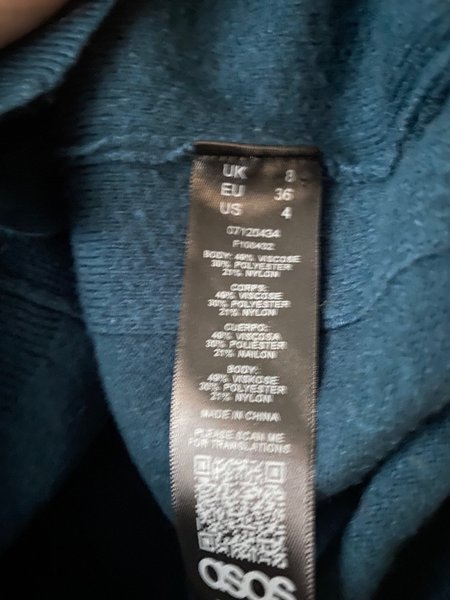 UK 8
EU 36
US 4
07120434
F106432
BODY:
49% VISCOSE
30% POLYESTER
21% NYLON
CORPS:
49% VISCOSE
30% POLYESTER
21% NYLON
CUERPO:
49% VISCOSA
30% POLIESTER
21% NAILON
BODY:
49% VISKOSE
30% POLYESTER
21% NYLON
MADE IN CHINA
PLEASE SCAN ME
FOR TRANSLATIONS
asos